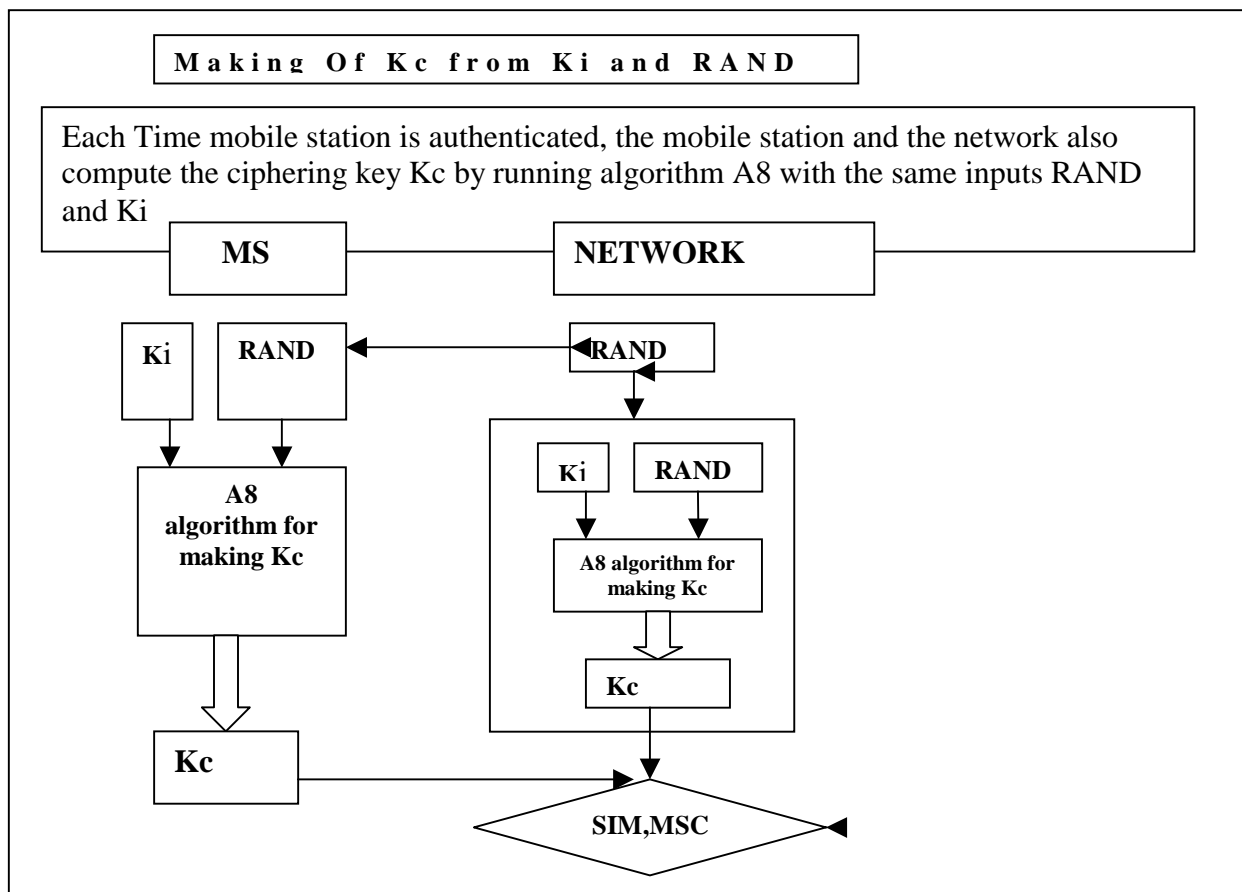 Making Of Kc from Ki and RAND
Each Time mobile station is authenticated, the mobile station and the network also
compute the ciphering key Kc by running algorithm A8 with the same inputs RAND
and Ki
MS
NETWORK
Ki
RAND
RAND
Ki
RAND
A8
algorithm for
making Kc
A8 algorithm for
making Kc
Kc
Kc
SIM,MSC